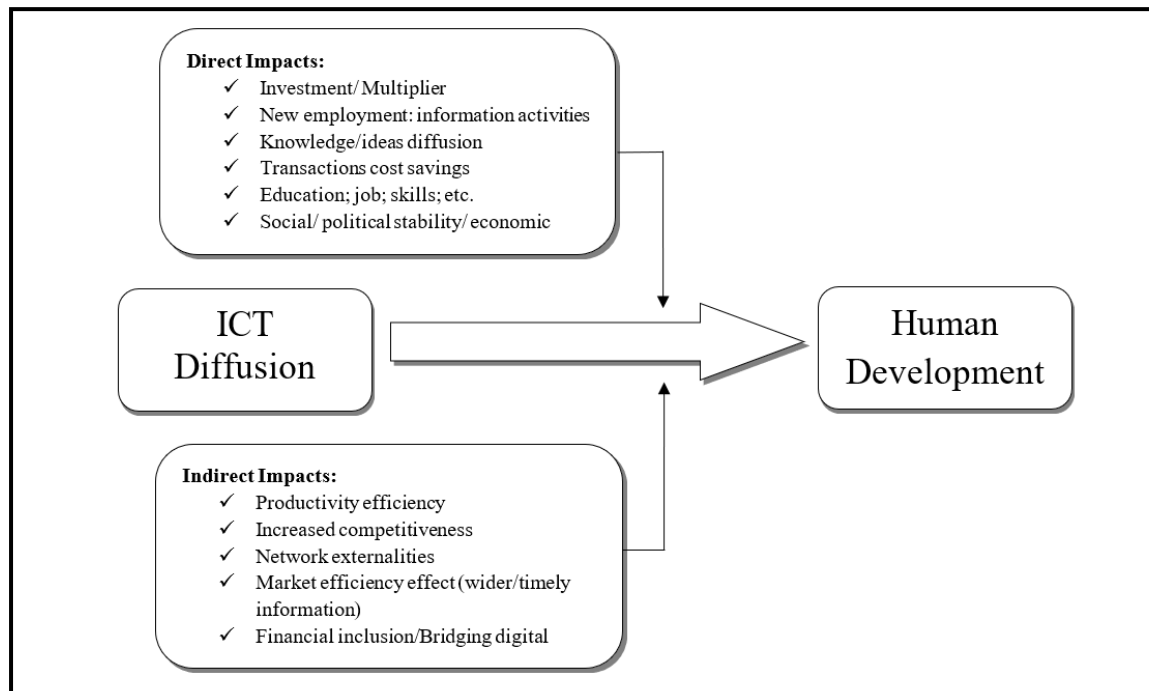 Direct Impacts:
✓ Investment/ Multiplier
✓ New employment: information activities
✓ Knowledge/ideas diffusion
✓ Transactions cost savings
✓ Education; job; skills; etc.
✓ Social/ political stability/ economic
ICT
Diffusion
Human
Development
Indirect Impacts:
✓ Productivity efficiency
✓ Increased competitiveness
✓ Network externalities
✓ Market efficiency effect (wider/timely
information)
✓ Financial inclusion/Bridging digital